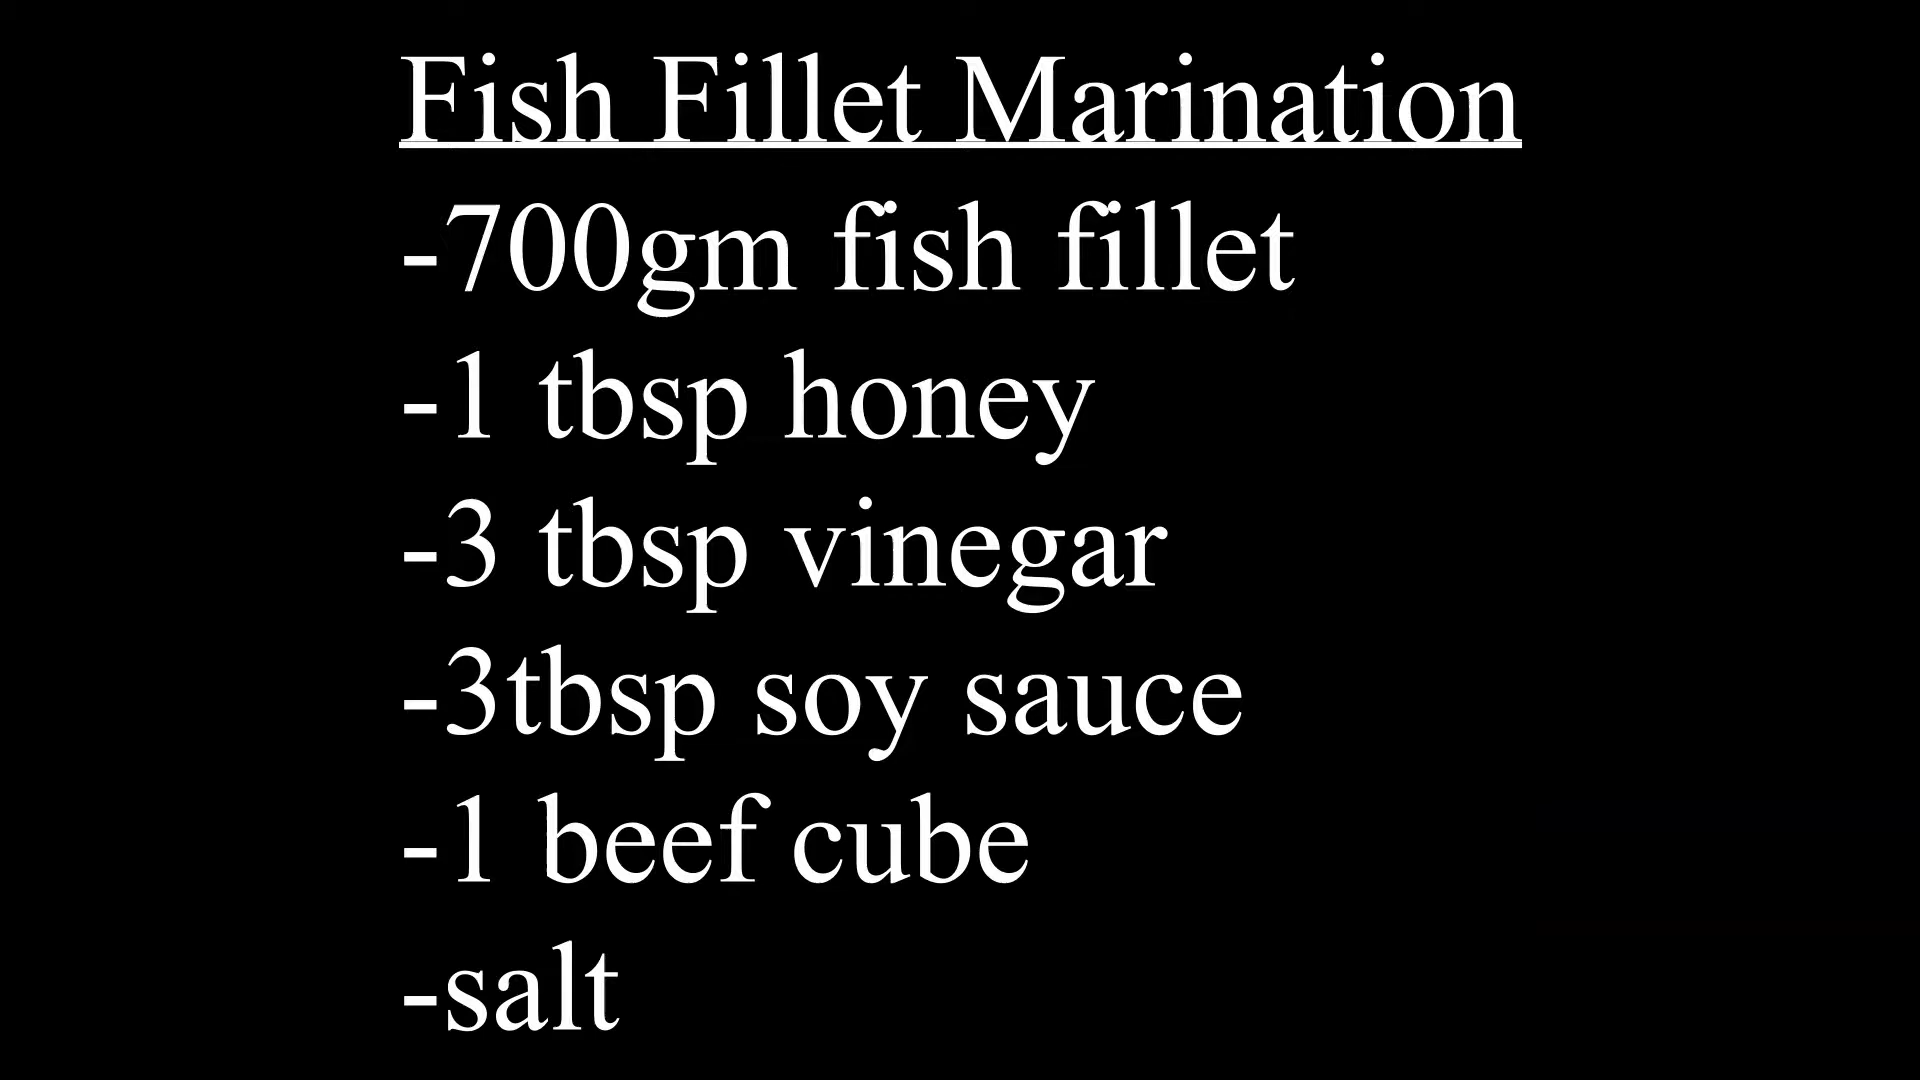 Fish Fillet Marination
-700gm fish fillet
-1 tbsp honey
-3 tbsp vinegar
-3tbsp soy sauce
-1 beef cube
-salt